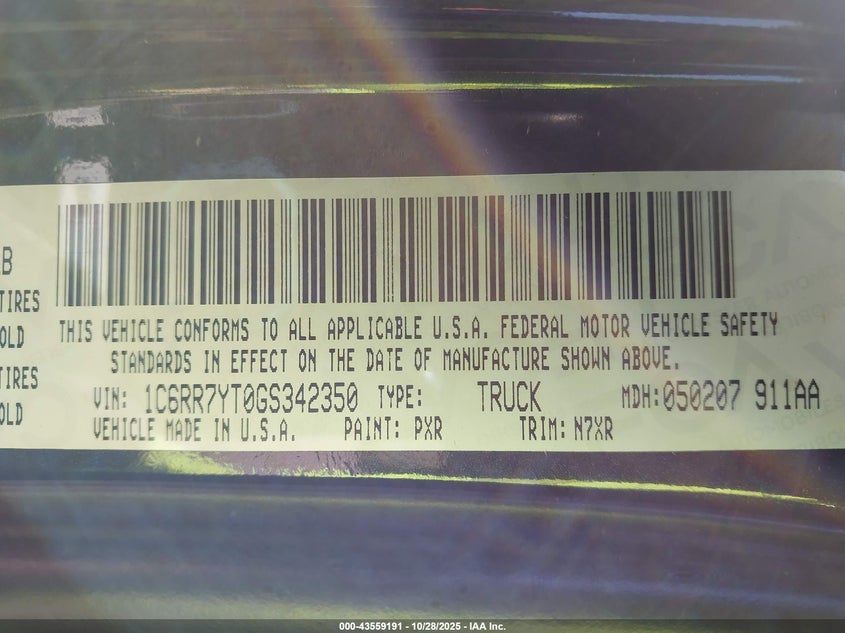 B
TIRES
OLD
TIRES
OLD
THIS VEHICLE CONFORMS TO ALL APPLICABLE U.S.A. FEDERAL MOTOR VEHICLE SAFETY
STANDARDS IN EFFECT ON THE DATE OF MANUFACTURE SHOWN ABOVE.
VIN: 1C6RR7YT0GS342350 TYPE: TRUCK MDH: 050207 911AA
VEHICLE MADE IN U.S.A. PAINT: PXR TRIM: N7XR
000-43559191 - 10/28/2025 - IAA Inc.